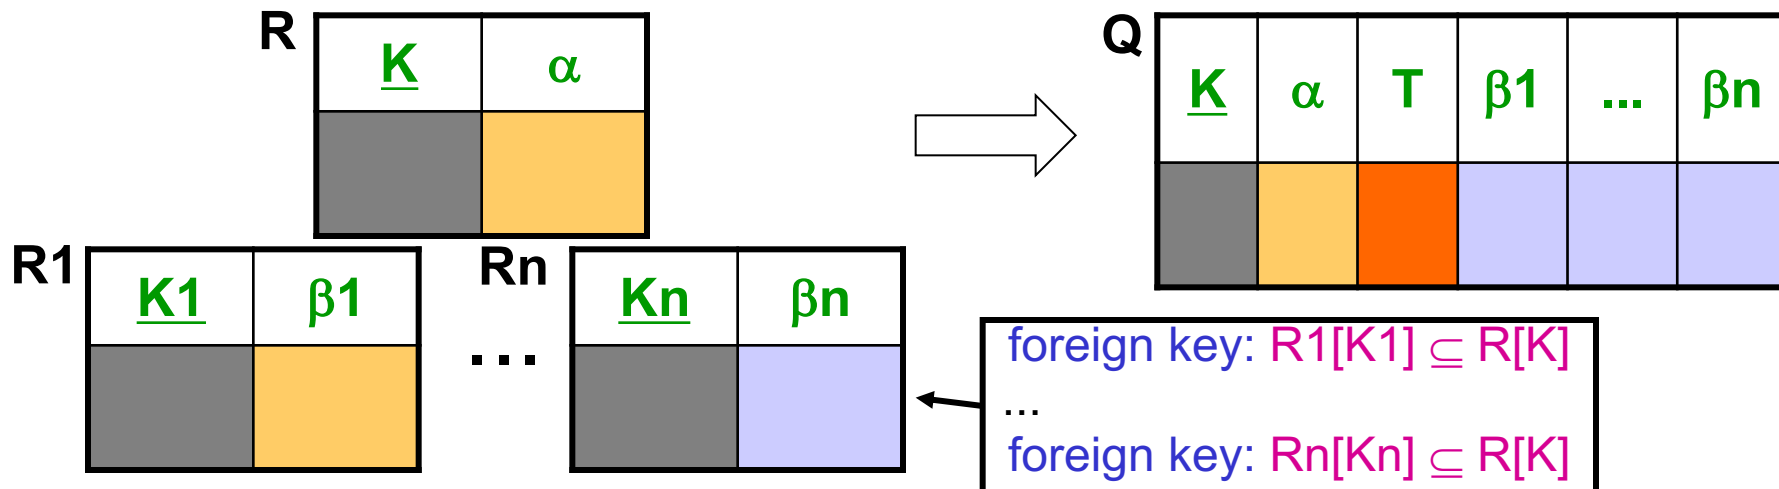 R
K α
Q
K α T β1 ... βn
R1
K1 β1
...
Rn
Kn βn
foreign key: R1[K1] ⊆ R[K]
...
foreign key: Rn[Kn] ⊆ R[K]